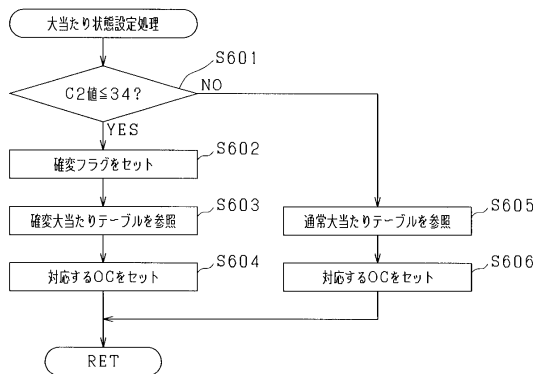 大当たり状態設定処理
S601
C2値≦34?
NO
YES
S602
確変フラグをセット
S603
確変大当たりテーブルを参照
S605
通常大当たりテーブルを参照
S604
対応するOCをセット
S606
対応するOCをセット
RET